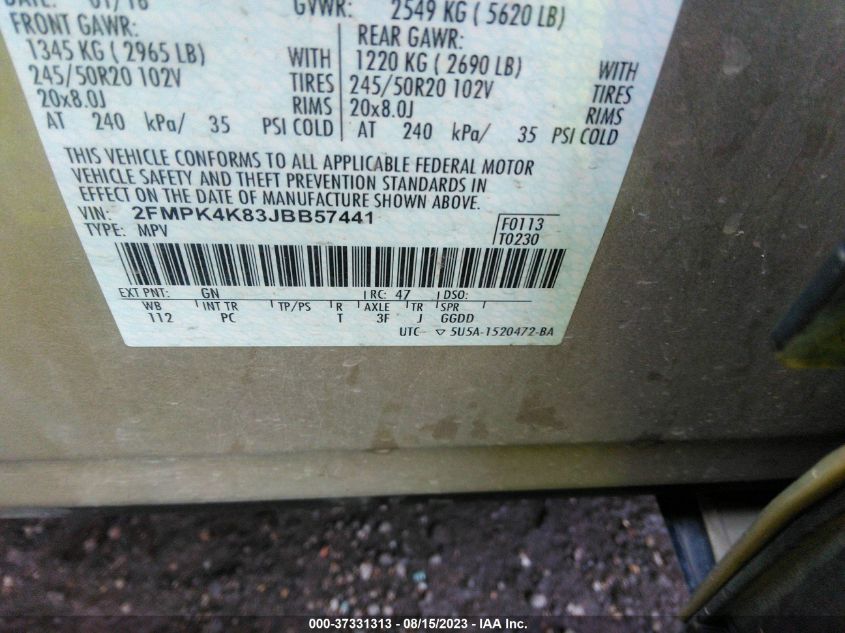 DATE: 01/18 GVWR: 2549 KG ( 5620 LB)
FRONT GAWR: REAR GAWR:
1345 KG ( 2965 LB) WITH 1220 KG ( 2690 LB) WITH
245/50R20 102V TIRES 245/50R20 102V TIRES
20x8.0J RIMS 20x8.0J RIMS
AT 240 kPa/ 35 PSI COLD AT 240 kPa/ 35 PSI COLD
THIS VEHICLE CONFORMS TO ALL APPLICABLE FEDERAL MOTOR
VEHICLE SAFETY AND THEFT PREVENTION STANDARDS IN
EFFECT ON THE DATE OF MANUFACTURE SHOWN ABOVE.
VIN: 2FMPK4K83JBB57441
TYPE: MPV
F0113
T0230
EXT PNT: GN RC: 47 DSO:
WB INT TR TP/PS R AXLE TR SPR
112 PC T 3F J GGDD
UTC ▽ 5U5A-1520472-BA
000-37331313 - 08/15/2023 - IAA Inc.